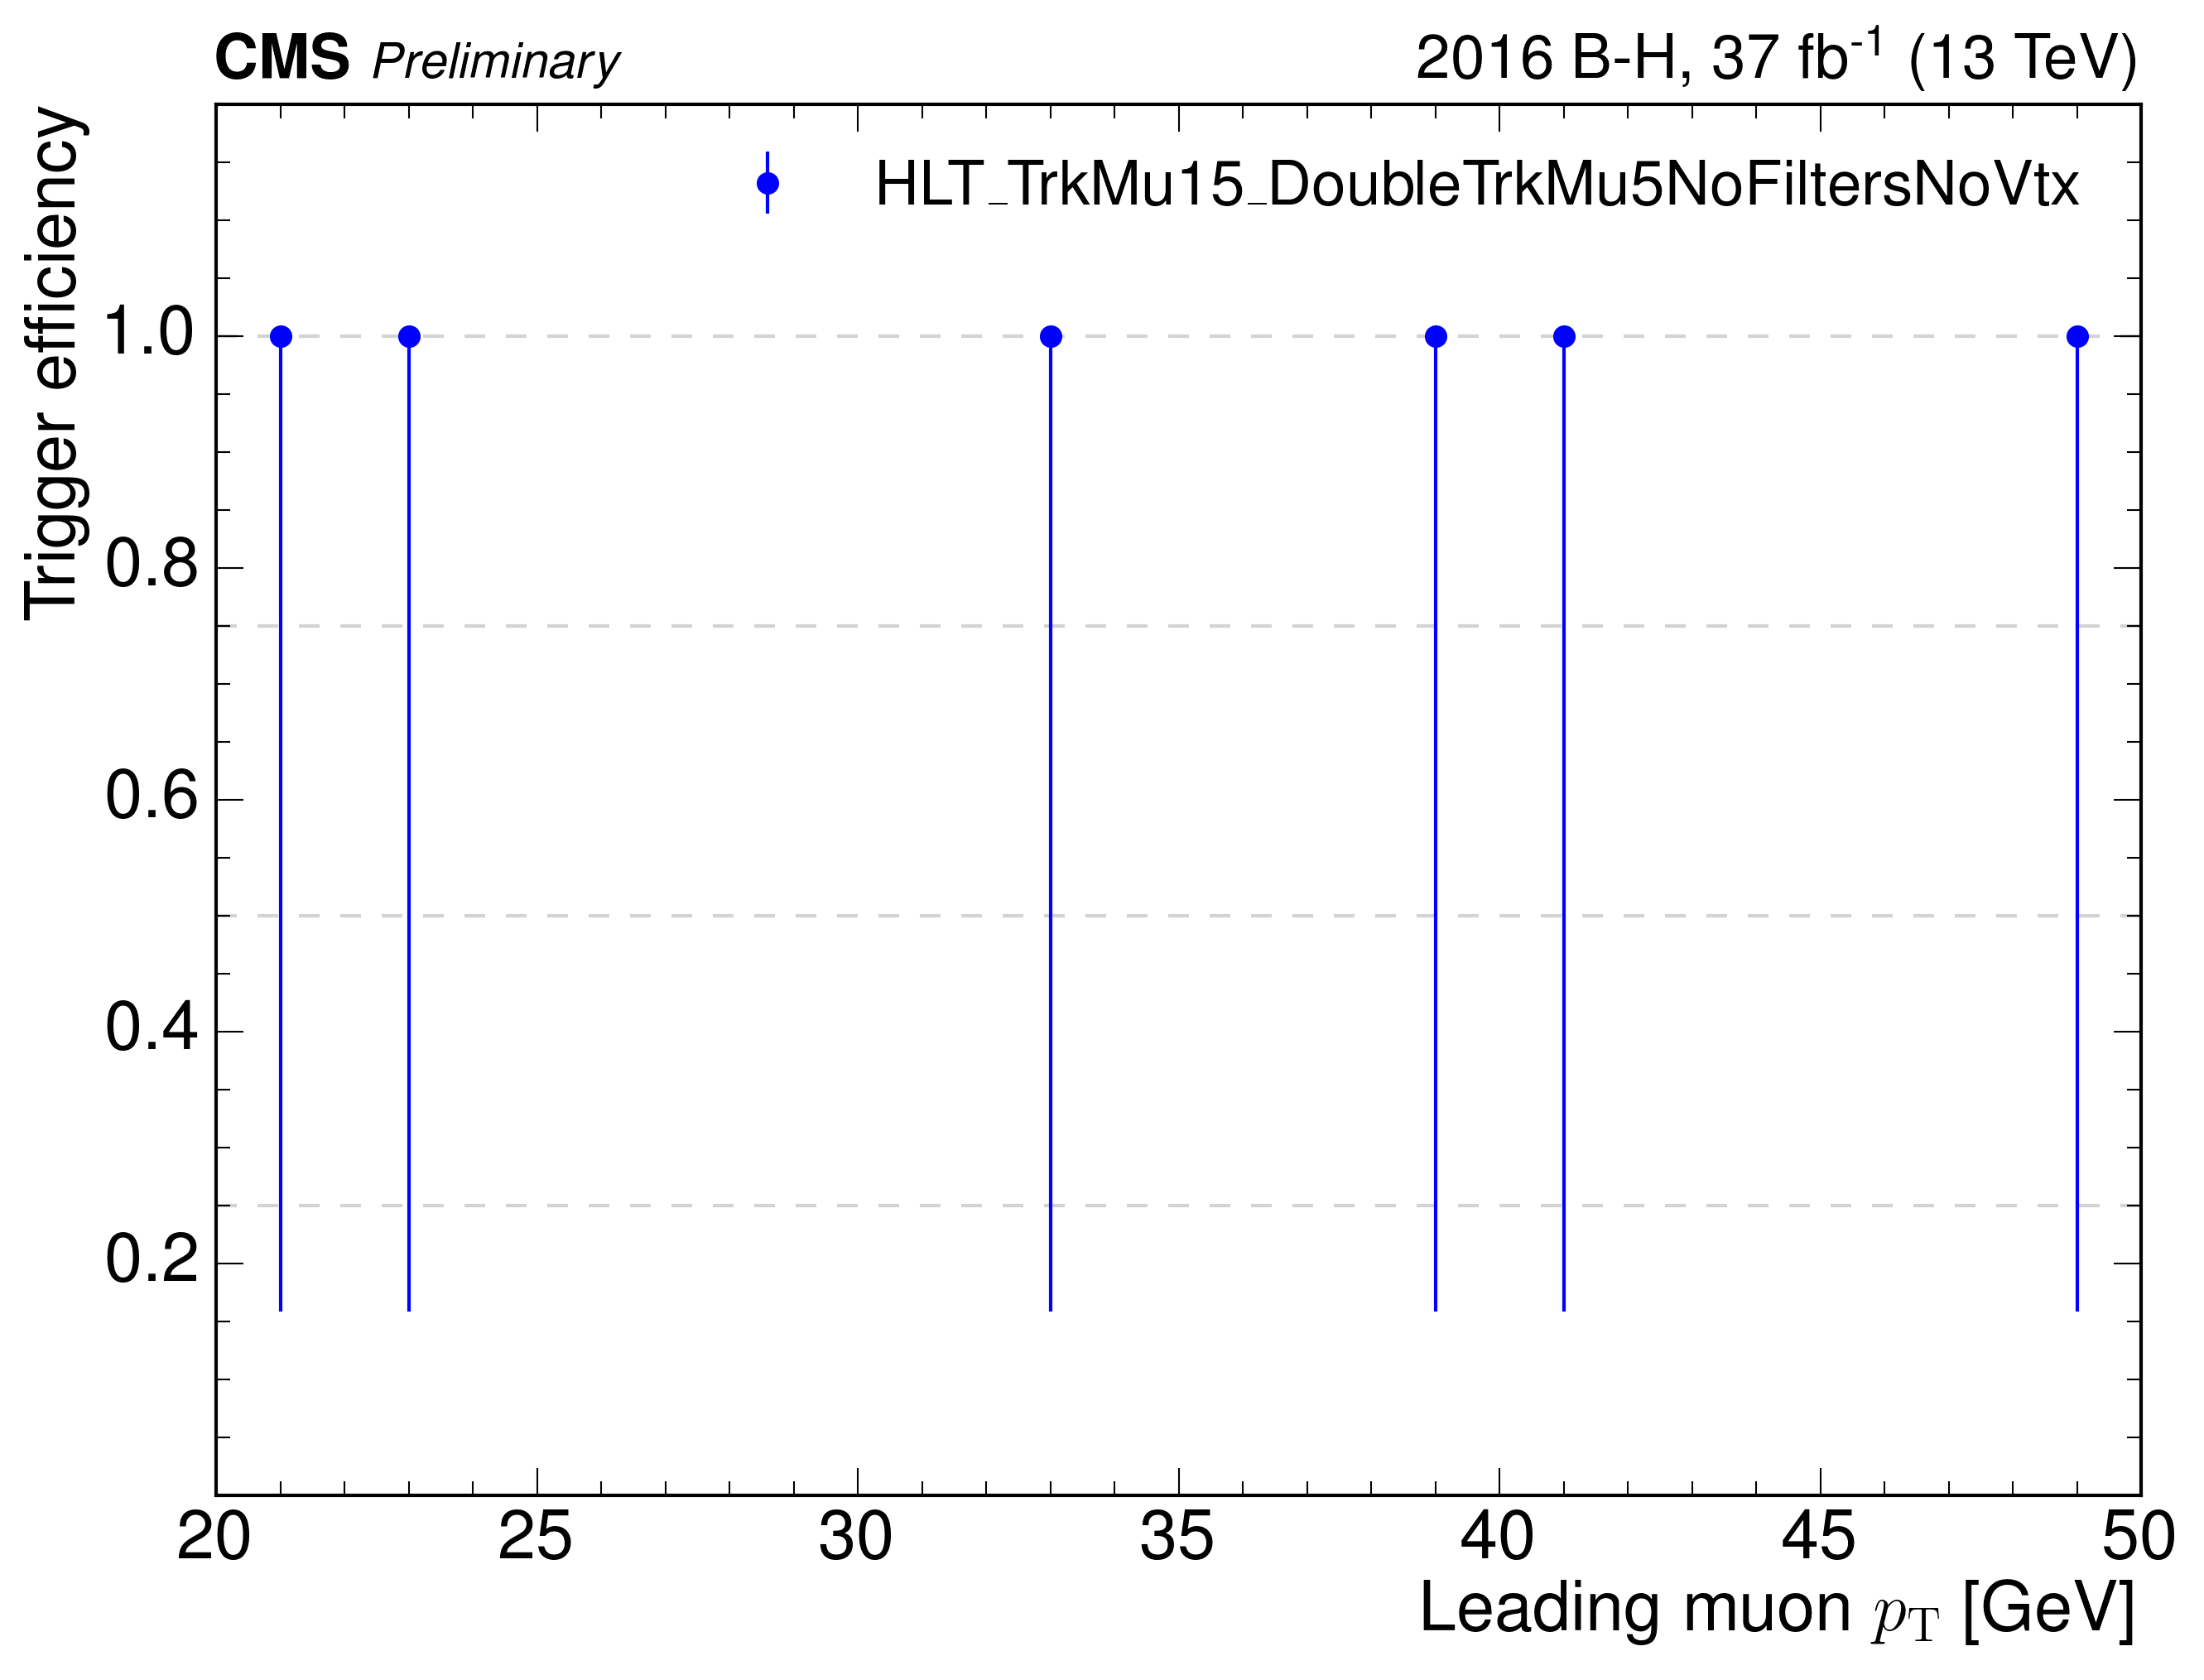 CMS Preliminary
2016 B-H, 37 fb⁻¹ (13 TeV)
HLT_TrkMu15_DoubleTrkMu5NoFiltersNoVtx
Trigger efficiency
1.0
0.8
0.6
0.4
0.2
20 25 30 35 40 45 50
Leading muon p_T [GeV]